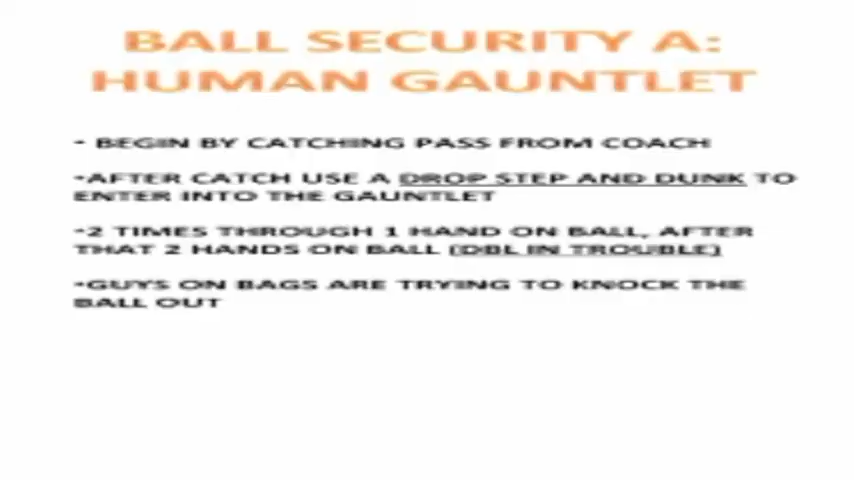 BALL SECURITY A:
HUMAN GAUNTLET
• BEGIN BY CATCHING PASS FROM COACH
•AFTER CATCH USE A DROP STEP AND DUNK TO
ENTER INTO THE GAUNTLET
•2 TIMES THROUGH 1 HAND ON BALL, AFTER
THAT 2 HANDS ON BALL (DBL IN TROUBLE)
•GUYS ON BAGS ARE TRYING TO KNOCK THE
BALL OUT